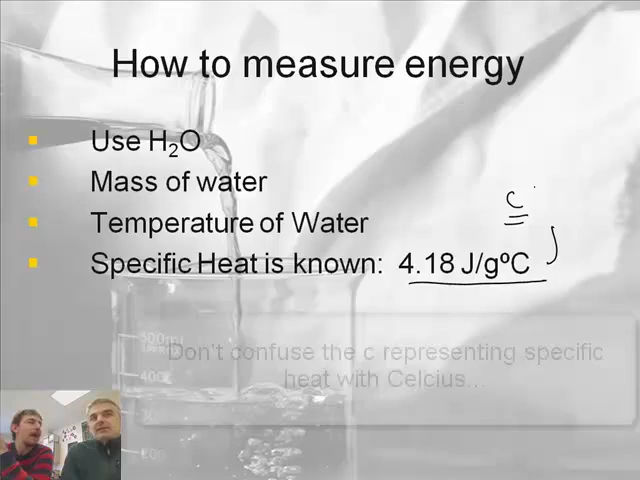 How to measure energy
Use H₂O
Mass of water
Temperature of Water
c
Specific Heat is known: 4.18 J/gºC
Don't confuse the c representing specific
heat with Celcius...